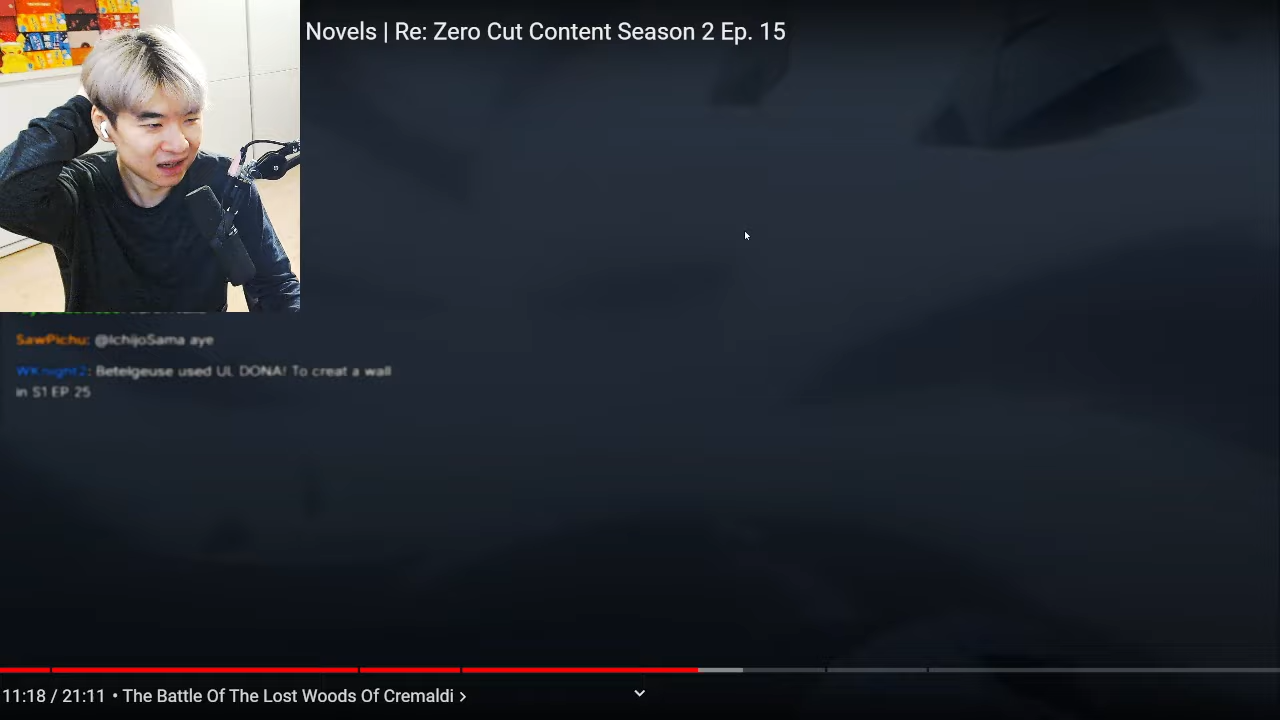 Novels | Re: Zero Cut Content Season 2 Ep. 15
SawPichu: @IchijoSama aye
WKnight2: Betelgeuse used UL DONA! To creat a wall
in S1 EP 25
11:18 / 21:11 • The Battle Of The Lost Woods Of Cremaldi >